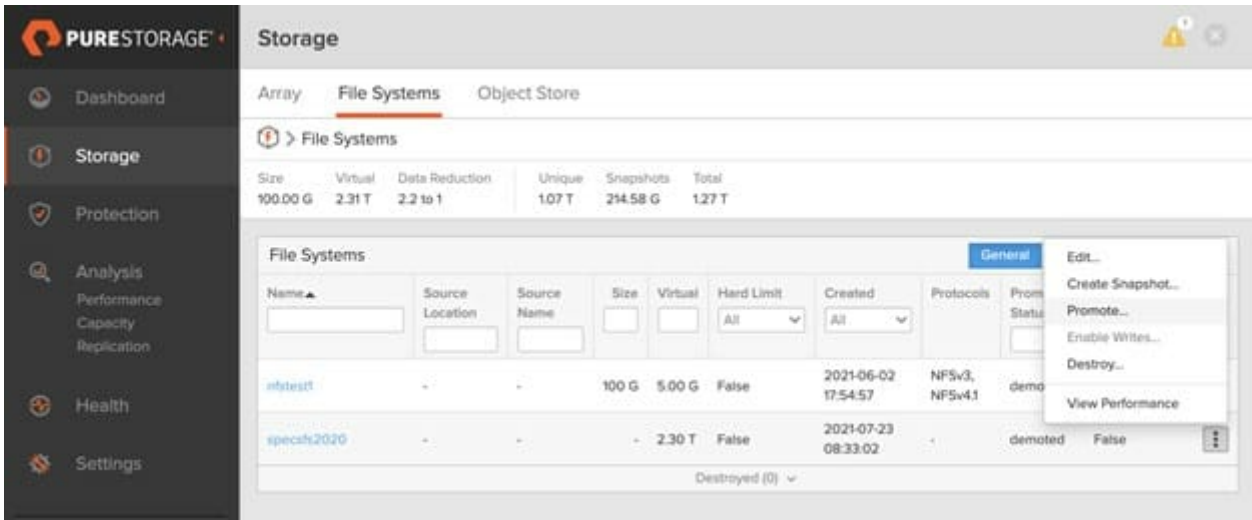 PURESTORAGE
Storage
1
Dashboard
Array File Systems Object Store
> File Systems
Storage
Size Virtual Data Reduction Unique Snapshots Total
100.00 G 2.31 T 2.2 to 1 1.07 T 214.58 G 1.27 T
Protection
File Systems General
Edit...
Analysis
Create Snapshot...
Performance
Name Source Location Source Name Size Virtual Hard Limit Created Protocols
Promote...
Capacity
All All
Enable Writes...
Replication
Destroy...
nfstest1 - - 100 G 5.00 G False 2021-06-02 17:54:57 NFSv3, NFSv4.1
View Performance
Health
specsfs2020 - - - 2.30 T False 2021-07-23 08:33:02 - demoted False
Settings
Destroyed (0)